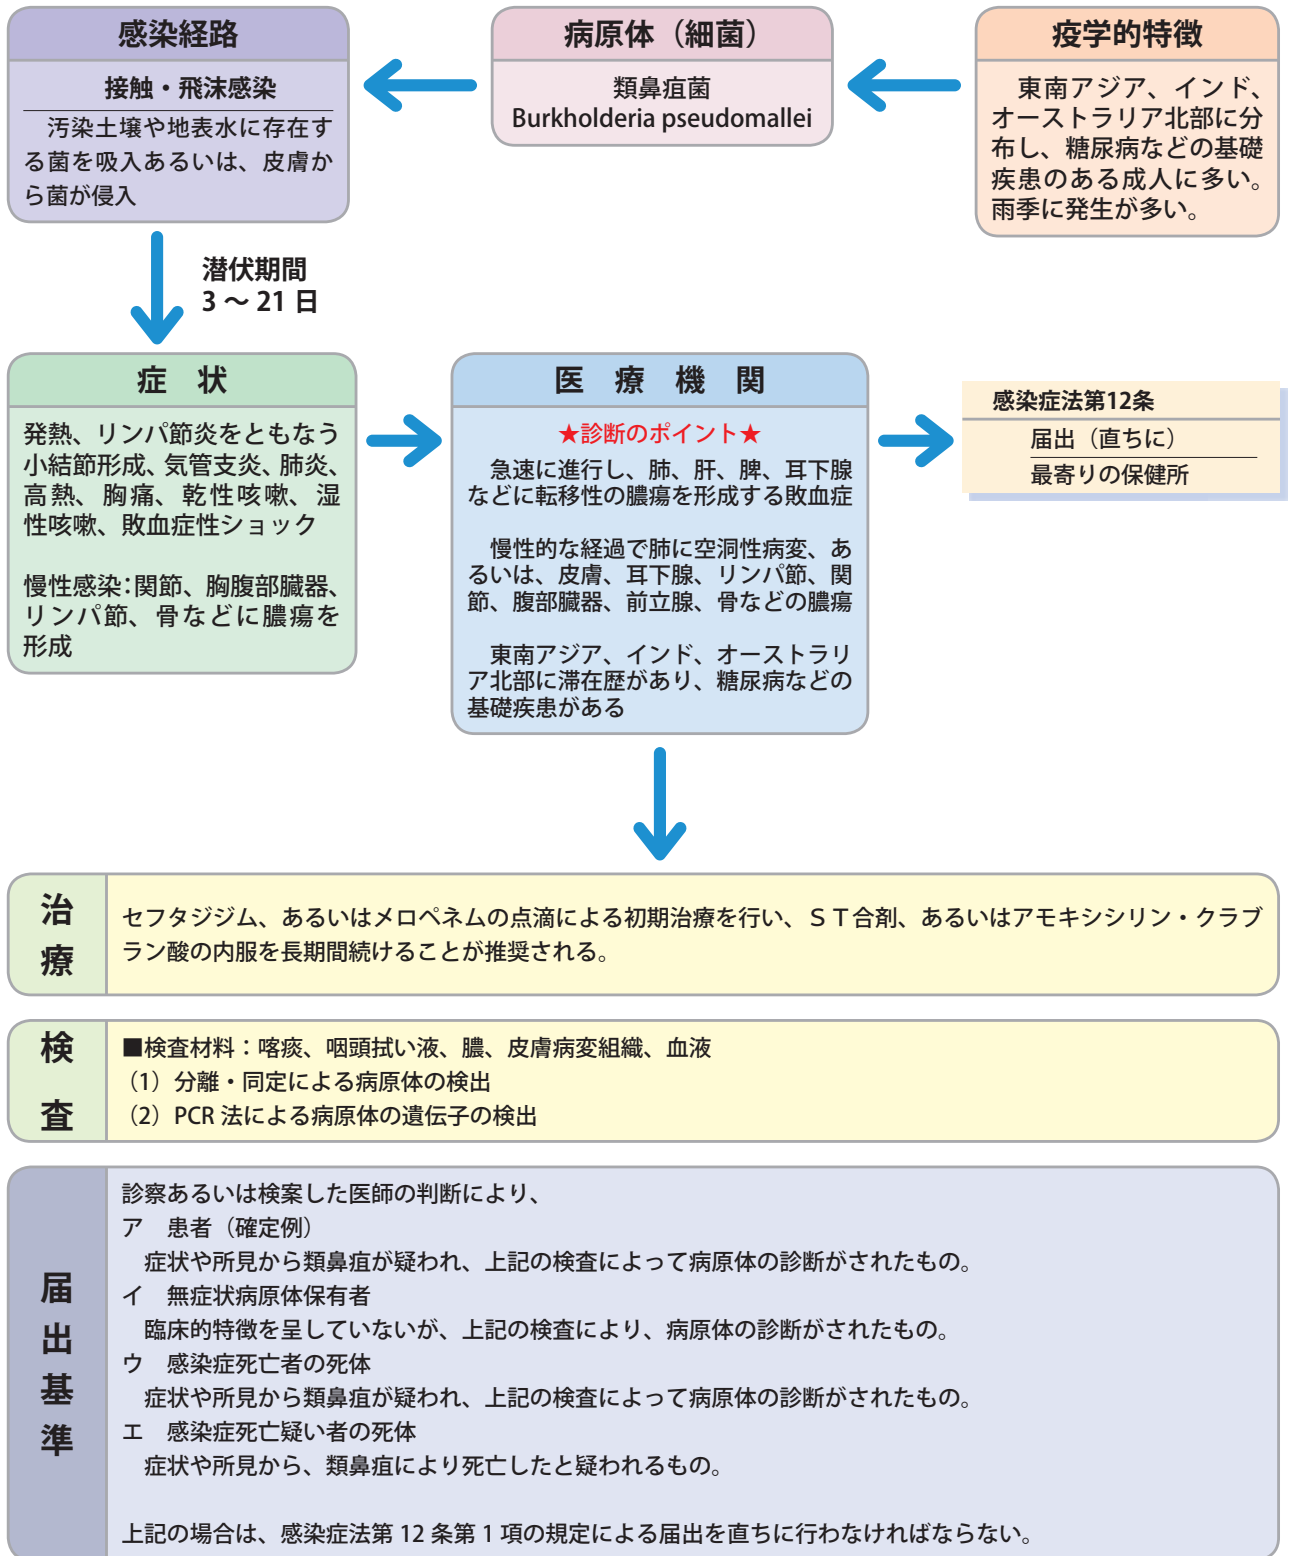 感染経路
接触・飛沫感染
汚染土壌や地表水に存在す
る菌を吸入あるいは、皮膚か
ら菌が侵入
病原体（細菌）
類鼻疽菌
Burkholderia pseudomallei
疫学的特徴
東南アジア、インド、
オーストラリア北部に分
布し、糖尿病などの基礎
疾患のある成人に多い。
雨季に発生が多い。
潜伏期間
3 ～ 21 日
症　状
発熱、リンパ節炎をともなう
小結節形成、気管支炎、肺炎、
高熱、胸痛、乾性咳嗽、湿
性咳嗽、敗血症性ショック
慢性感染：関節、胸腹部臓器、
リンパ節、骨などに膿瘍を
形成
医　療　機　関
★診断のポイント★
急速に進行し、肺、肝、脾、耳下腺
などに転移性の膿瘍を形成する敗血症
慢性的な経過で肺に空洞性病変、あ
るいは、皮膚、耳下腺、リンパ節、関
節、腹部臓器、前立腺、骨などの膿瘍
東南アジア、インド、オーストラリ
ア北部に滞在歴があり、糖尿病などの
基礎疾患がある
感染症法第12条
届出（直ちに）
最寄りの保健所
治療
セフタジジム、あるいはメロペネムの点滴による初期治療を行い、ＳＴ合剤、あるいはアモキシシリン・クラブ
ラン酸の内服を長期間続けることが推奨される。
検査
■検査材料：喀痰、咽頭拭い液、膿、皮膚病変組織、血液
（1）分離・同定による病原体の検出
（2）PCR 法による病原体の遺伝子の検出
届出基準
診察あるいは検案した医師の判断により、
ア　患者（確定例）
症状や所見から類鼻疽が疑われ、上記の検査によって病原体の診断がされたもの。
イ　無症状病原体保有者
臨床的特徴を呈していないが、上記の検査により、病原体の診断がされたもの。
ウ　感染症死亡者の死体
症状や所見から類鼻疽が疑われ、上記の検査によって病原体の診断がされたもの。
エ　感染症死亡疑い者の死体
症状や所見から、類鼻疽により死亡したと疑われるもの。
上記の場合は、感染症法第 12 条第 1 項の規定による届出を直ちに行わなければならない。